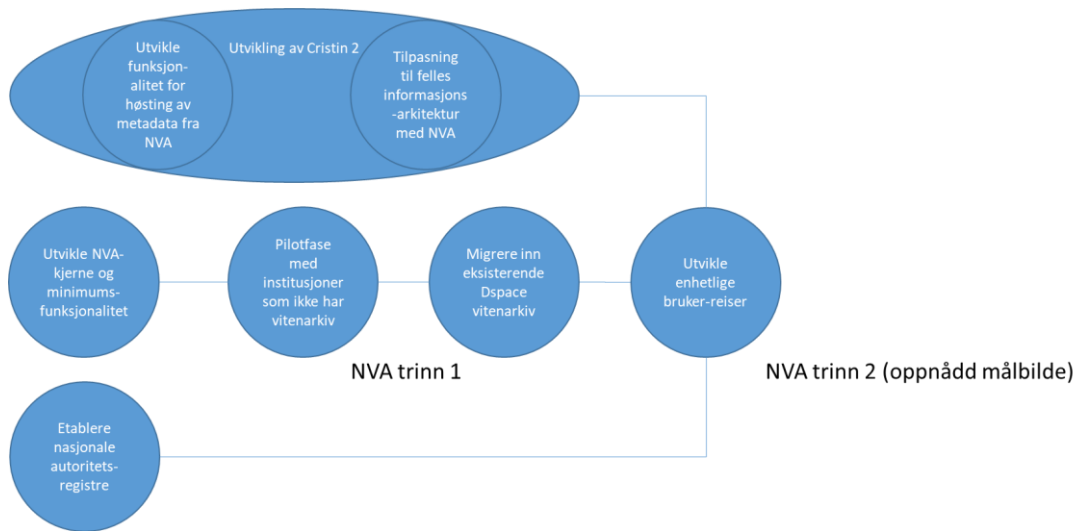 Utvikle
funksjon-
alitet for
høsting av
metadata fra
NVA
Utvikling av Cristin 2
Tilpasning
til felles
informasjons
-arkitektur
med NVA
Utvikle NVA-
kjerne og
minimums-
funksjonalitet
Pilotfase
med
institusjoner
som ikke har
vitenarkiv
Migrere inn
eksisterende
Dspace
vitenarkiv
Utvikle
enhetlige
bruker-reiser
NVA trinn 1
NVA trinn 2 (oppnådd målbilde)
Etablere
nasjonale
autoritets-
registre